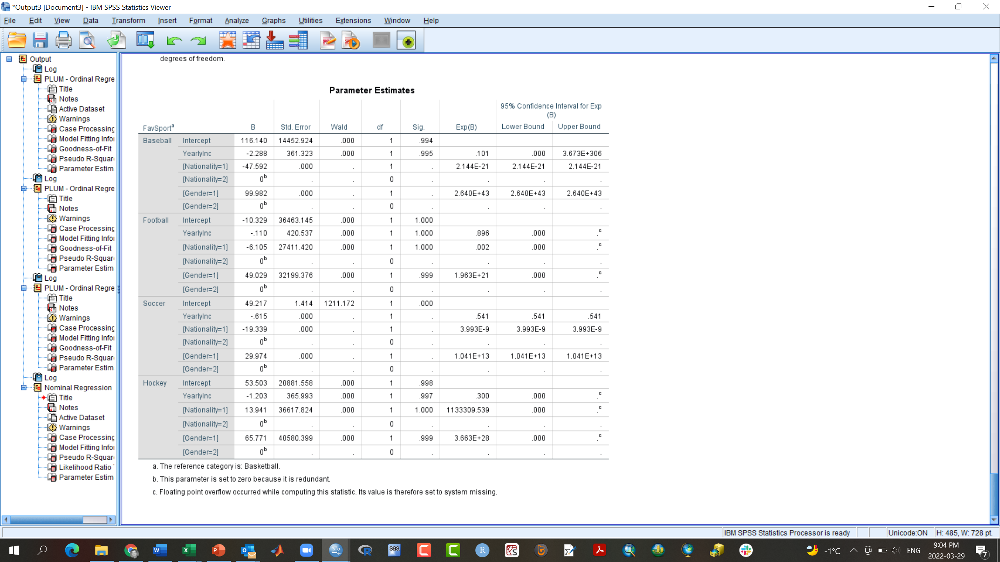 *Output3 [Document3] - IBM SPSS Statistics Viewer
File Edit View Data Transform Insert Format Analyze Graphs Utilities Extensions Window Help
Output
Log
PLUM - Ordinal Regre
Title
Notes
Active Dataset
Warnings
Case Processing
Model Fitting Infor
Goodness-of-Fit
Pseudo R-Squar
Parameter Estim
Log
PLUM - Ordinal Regre
Title
Notes
Warnings
Case Processing
Model Fitting Infor
Goodness-of-Fit
Pseudo R-Squar
Parameter Estim
Log
PLUM - Ordinal Regre
Title
Notes
Warnings
Case Processing
Model Fitting Infor
Goodness-of-Fit
Pseudo R-Squar
Parameter Estim
Log
Nominal Regression
Title
Notes
Active Dataset
Warnings
Case Processing
Model Fitting Infor
Pseudo R-Squar
Likelihood Ratio
Parameter Estim
degrees of freedom.
Parameter Estimates
95% Confidence Interval for Exp
(B)
FavSport^a B Std. Error Wald df Sig. Exp(B) Lower Bound Upper Bound
Baseball Intercept 116.140 14452.924 .000 1 .994
YearlyInc -2.288 361.323 .000 1 .995 .101 .000 3.673E+306
[Nationality=1] -47.592 .000 . 1 . 2.144E-21 2.144E-21 2.144E-21
[Nationality=2] 0^b . . 0 . . . .
[Gender=1] 99.982 .000 . 1 . 2.640E+43 2.640E+43 2.640E+43
[Gender=2] 0^b . . 0 . . . .
Football Intercept -10.329 36463.145 .000 1 1.000
YearlyInc -.110 420.537 .000 1 1.000 .896 .000 .^c
[Nationality=1] -6.105 27411.420 .000 1 1.000 .002 .000 .^c
[Nationality=2] 0^b . . 0 . . . .
[Gender=1] 49.029 32199.376 .000 1 .999 1.963E+21 .000 .^c
[Gender=2] 0^b . . 0 . . . .
Soccer Intercept 49.217 1.414 1211.172 1 .000
YearlyInc -.615 .000 . 1 . .541 .541 .541
[Nationality=1] -19.339 .000 . 1 . 3.993E-9 3.993E-9 3.993E-9
[Nationality=2] 0^b . . 0 . . . .
[Gender=1] 29.974 .000 . 1 . 1.041E+13 1.041E+13 1.041E+13
[Gender=2] 0^b . . 0 . . . .
Hockey Intercept 53.503 20881.558 .000 1 .998
YearlyInc -1.203 365.993 .000 1 .997 .300 .000 .^c
[Nationality=1] 13.941 36617.824 .000 1 1.000 1133309.539 .000 .^c
[Nationality=2] 0^b . . 0 . . . .
[Gender=1] 65.771 40580.399 .000 1 .999 3.663E+28 .000 .^c
[Gender=2] 0^b . . 0 . . . .
a. The reference category is: Basketball.
b. This parameter is set to zero because it is redundant.
c. Floating point overflow occurred while computing this statistic. Its value is therefore set to system missing.
IBM SPSS Statistics Processor is ready Unicode:ON H: 485, W: 728 pt.
-1°C ENG 9:04 PM
2022-03-29 7